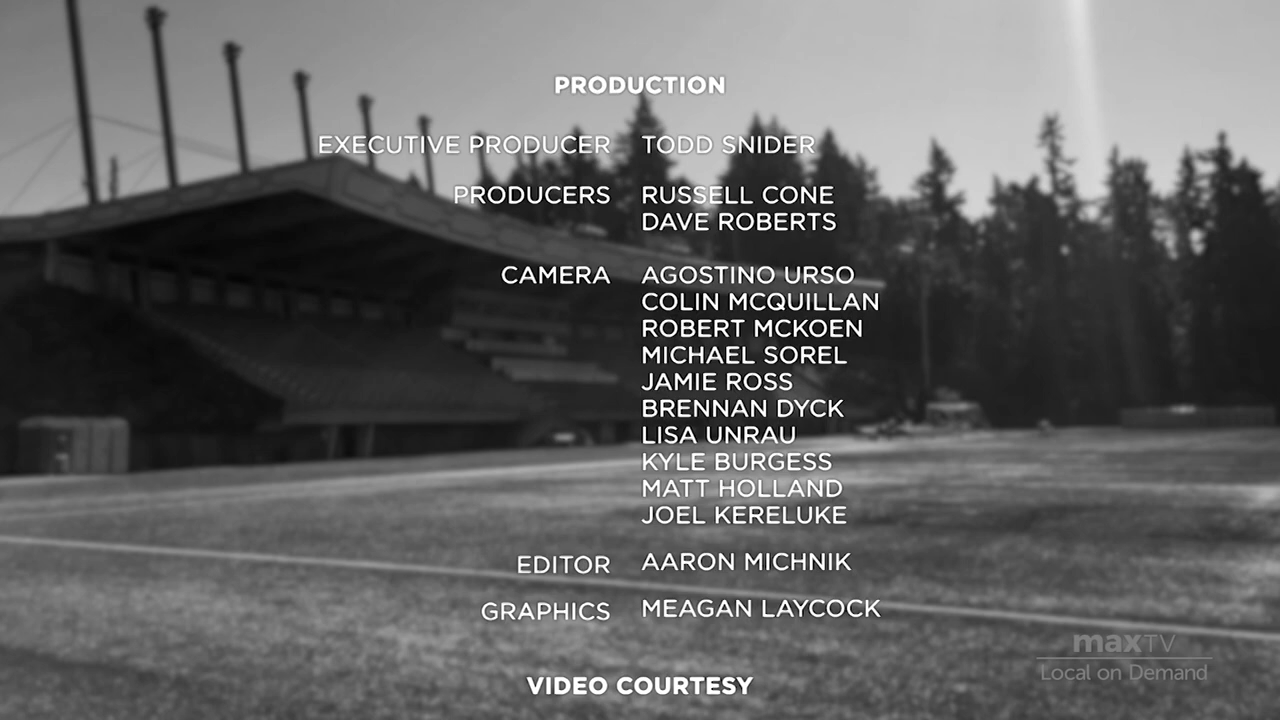 PRODUCTION
EXECUTIVE PRODUCER TODD SNIDER
PRODUCERS RUSSELL CONE
DAVE ROBERTS
CAMERA AGOSTINO URSO
COLIN MCQUILLAN
ROBERT MCKOEN
MICHAEL SOREL
JAMIE ROSS
BRENNAN DYCK
LISA UNRAU
KYLE BURGESS
MATT HOLLAND
JOEL KERELUKE
EDITOR AARON MICHNIK
GRAPHICS MEAGAN LAYCOCK
maxTV
Local on Demand
VIDEO COURTESY